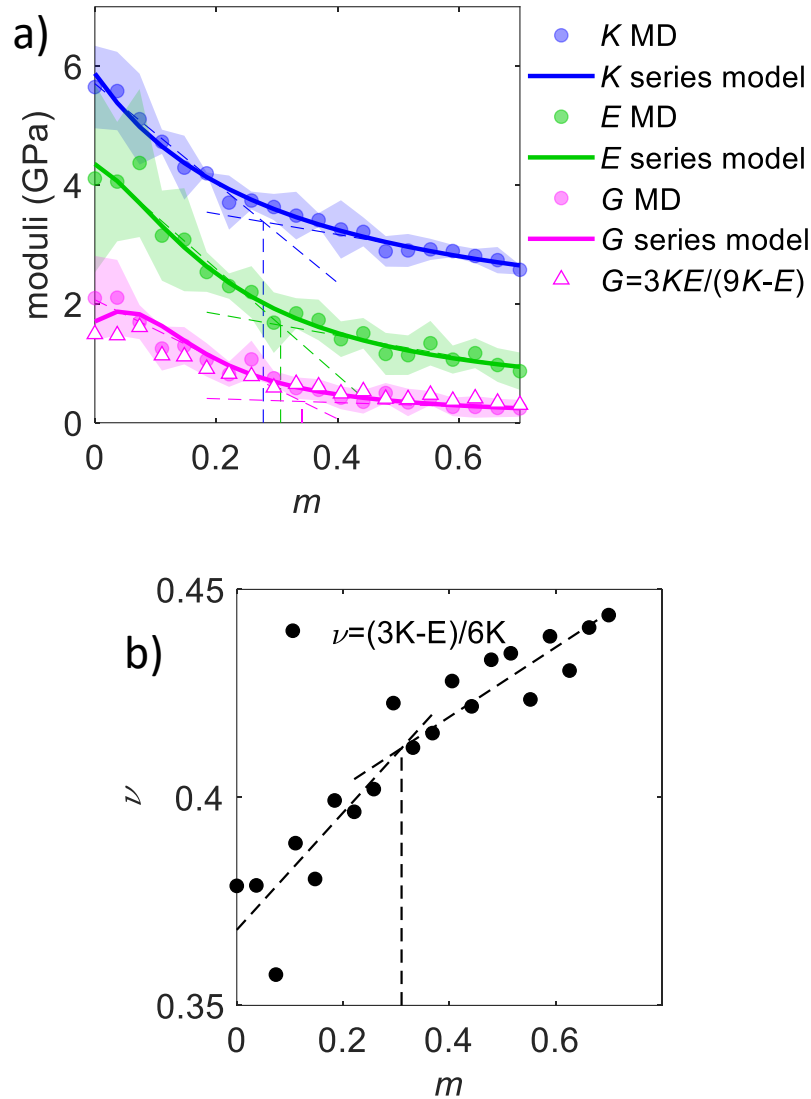 a)
moduli (GPa)
6
4
2
0
0
0.2
0.4
0.6
m
K MD
K series model
E MD
E series model
G MD
G series model
G=3KE/(9K-E)
b)
ν=(3K-E)/6K
ν
0.45
0.4
0.35
0
0.2
0.4
0.6
m